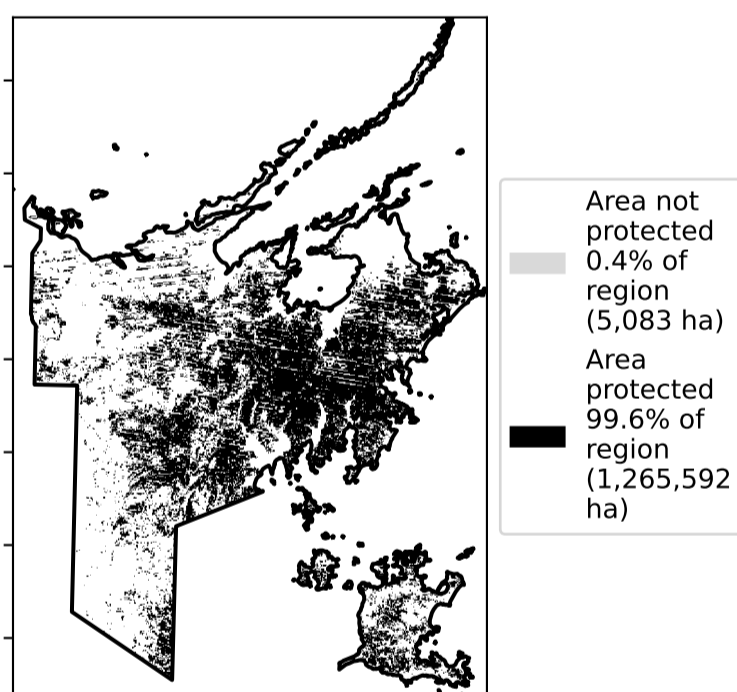 Area not
protected
0.4% of
region
(5,083 ha)
Area
protected
99.6% of
region
(1,265,592
ha)